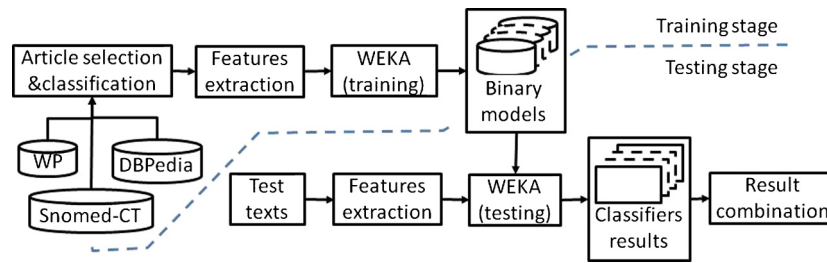 Article selection
&classification
Features
extraction
WEKA
(training)
Binary
models
Training stage
Testing stage
WP
DBPedia
Snomed-CT
Test
texts
Features
extraction
WEKA
(testing)
Classifiers
results
Result
combination